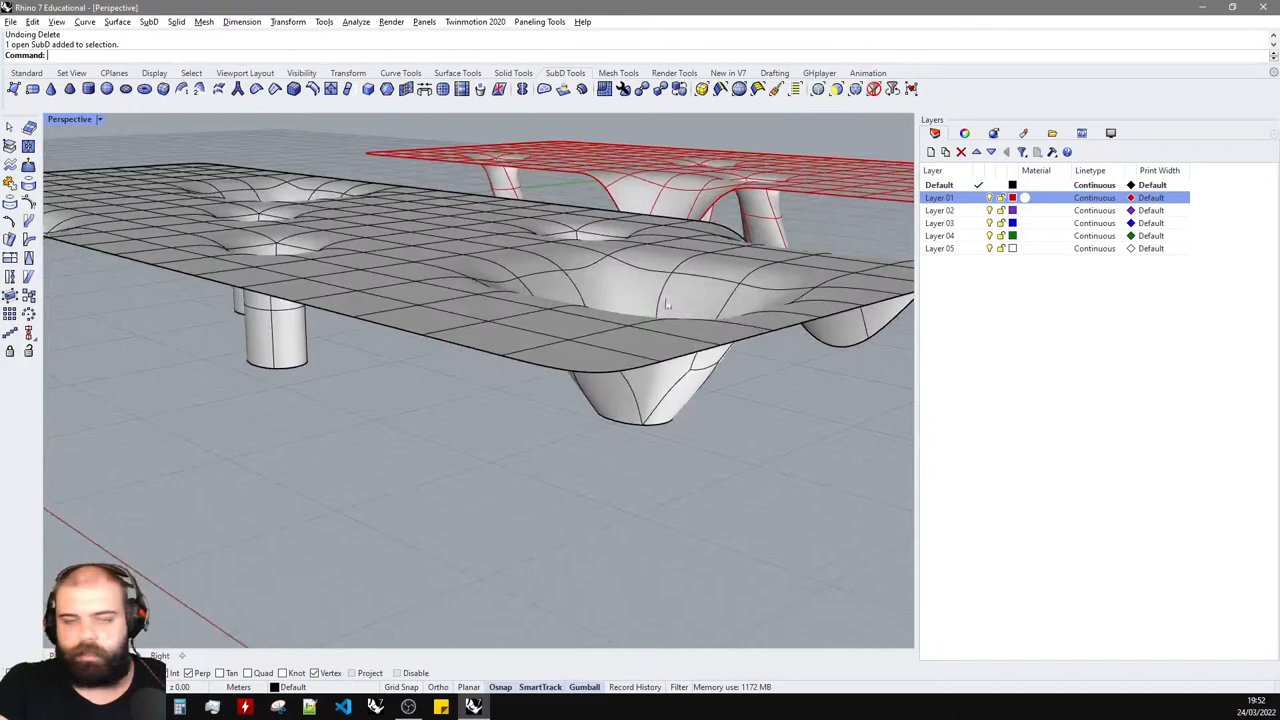 Rhino 7 Educational - [Perspective]
File Edit View Curve Surface SubD Solid Mesh Dimension Transform Tools Analyze Render Panels Twinmotion 2020 Paneling Tools Help
Undoing Delete
1 open SubD added to selection.
Command:
Standard Set View CPlanes Display Select Viewport Layout Visibility Transform Curve Tools Surface Tools Solid Tools SubD Tools Mesh Tools Render Tools New in V7 Drafting GHplayer Animation
Perspective
Layers
Layer Material Linetype Print Width
Default Continuous Default
Layer 01 Continuous Default
Layer 02 Continuous Default
Layer 03 Continuous Default
Layer 04 Continuous Default
Layer 05 Continuous Default
Right
Int Perp Tan Quad Knot Vertex Project Disable
z 0.00 Meters Default Grid Snap Ortho Planar Osnap SmartTrack Gumball Record History Filter Memory use: 1172 MB
19:52
24/03/2022